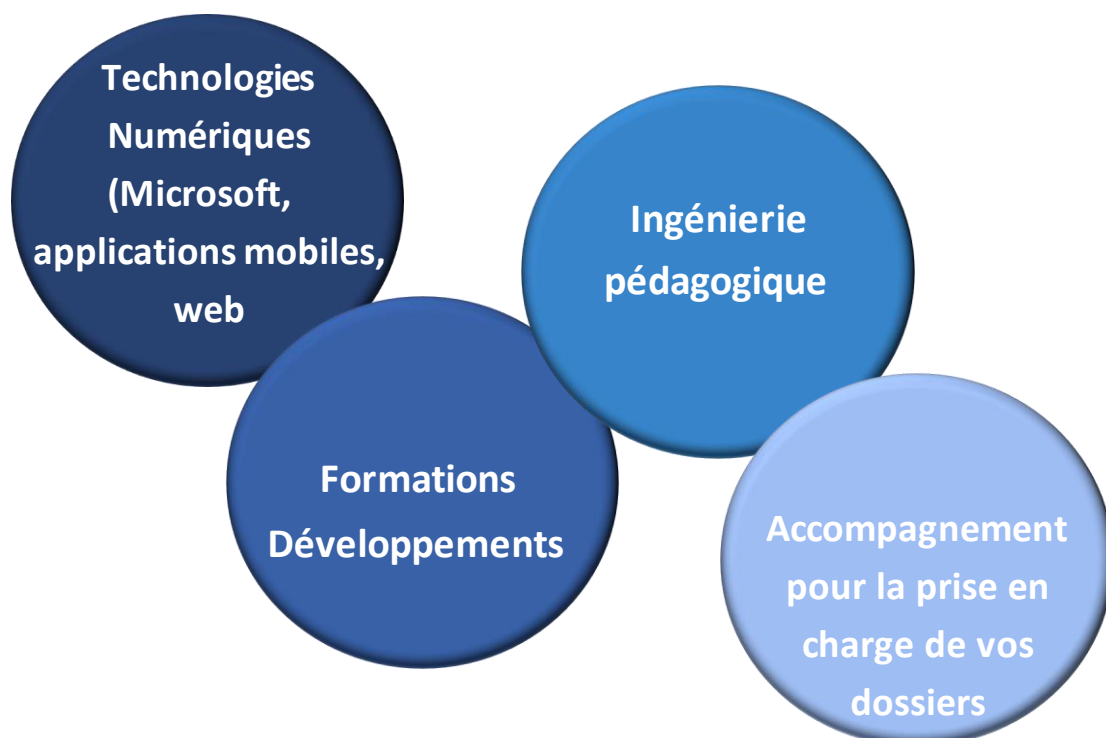 Technologies
Numériques
(Microsoft,
applications mobiles,
web
Formations
Développements
Ingénierie
pédagogique
Accompagnement
pour la prise en
charge de vos
dossiers